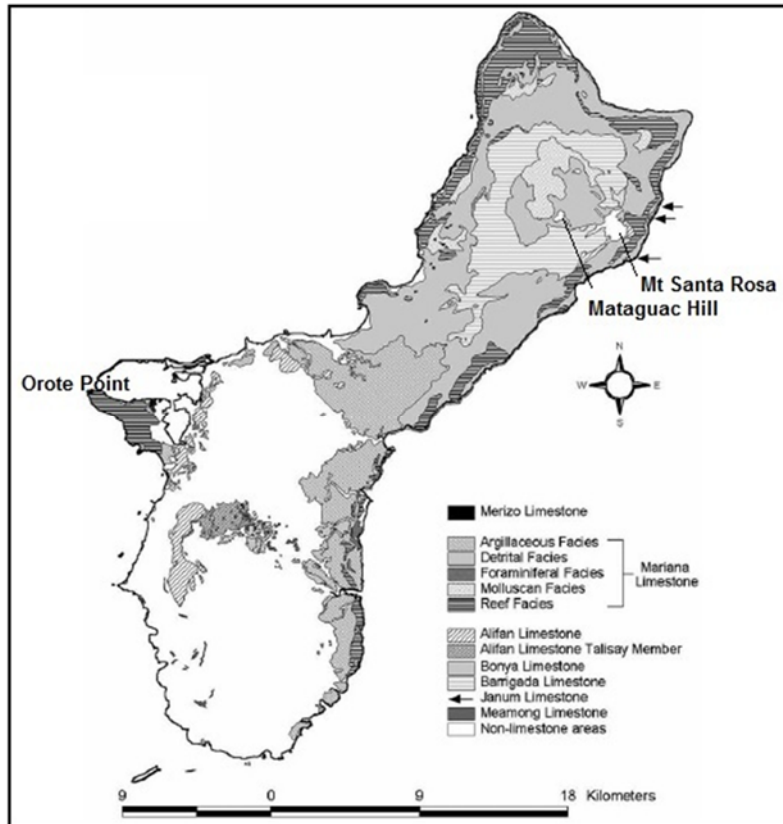 Mt Santa Rosa
Mataguac Hill
Orote Point
N
W E
S
Merizo Limestone
Argillaceous Facies
Detrital Facies
Foraminiferal Facies
Molluscan Facies
Reef Facies
Mariana
Limestone
Alifan Limestone
Alifan Limestone Talisay Member
Bonya Limestone
Barrigada Limestone
Janum Limestone
Meamong Limestone
Non-limestone areas
9 0 9 18 Kilometers